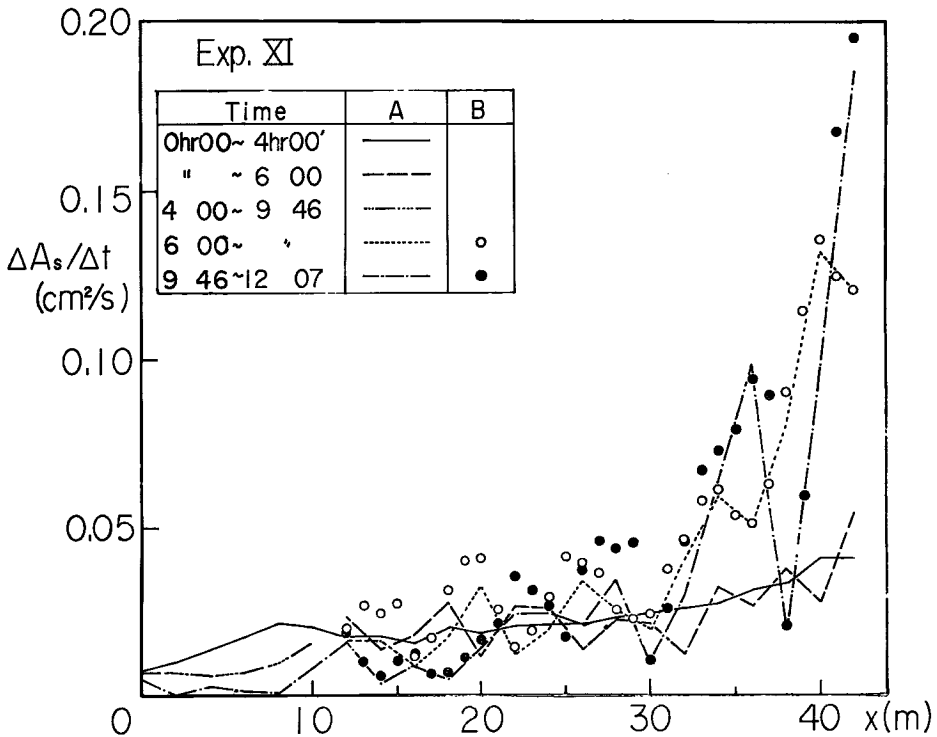 0.20
Exp. XI
Time A B
0hr00~ 4hr00'
" ~ 6 00
4 00~ 9 46
6 00~ "
9 46~12 07
0.15
ΔAs/Δt
(cm²/s)
0.10
0.05
0 10 20 30 40 x(m)